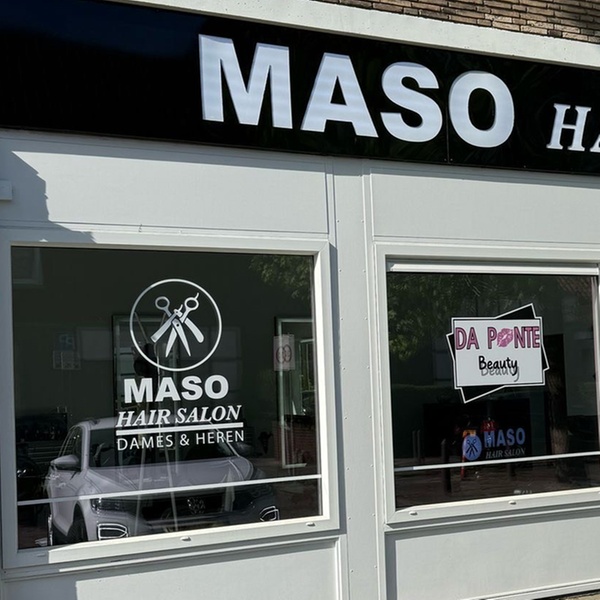 MASO HA
MASO
HAIR SALON
DAMES & HEREN
DA PONTE
Beauty
MASO
HAIR SALON